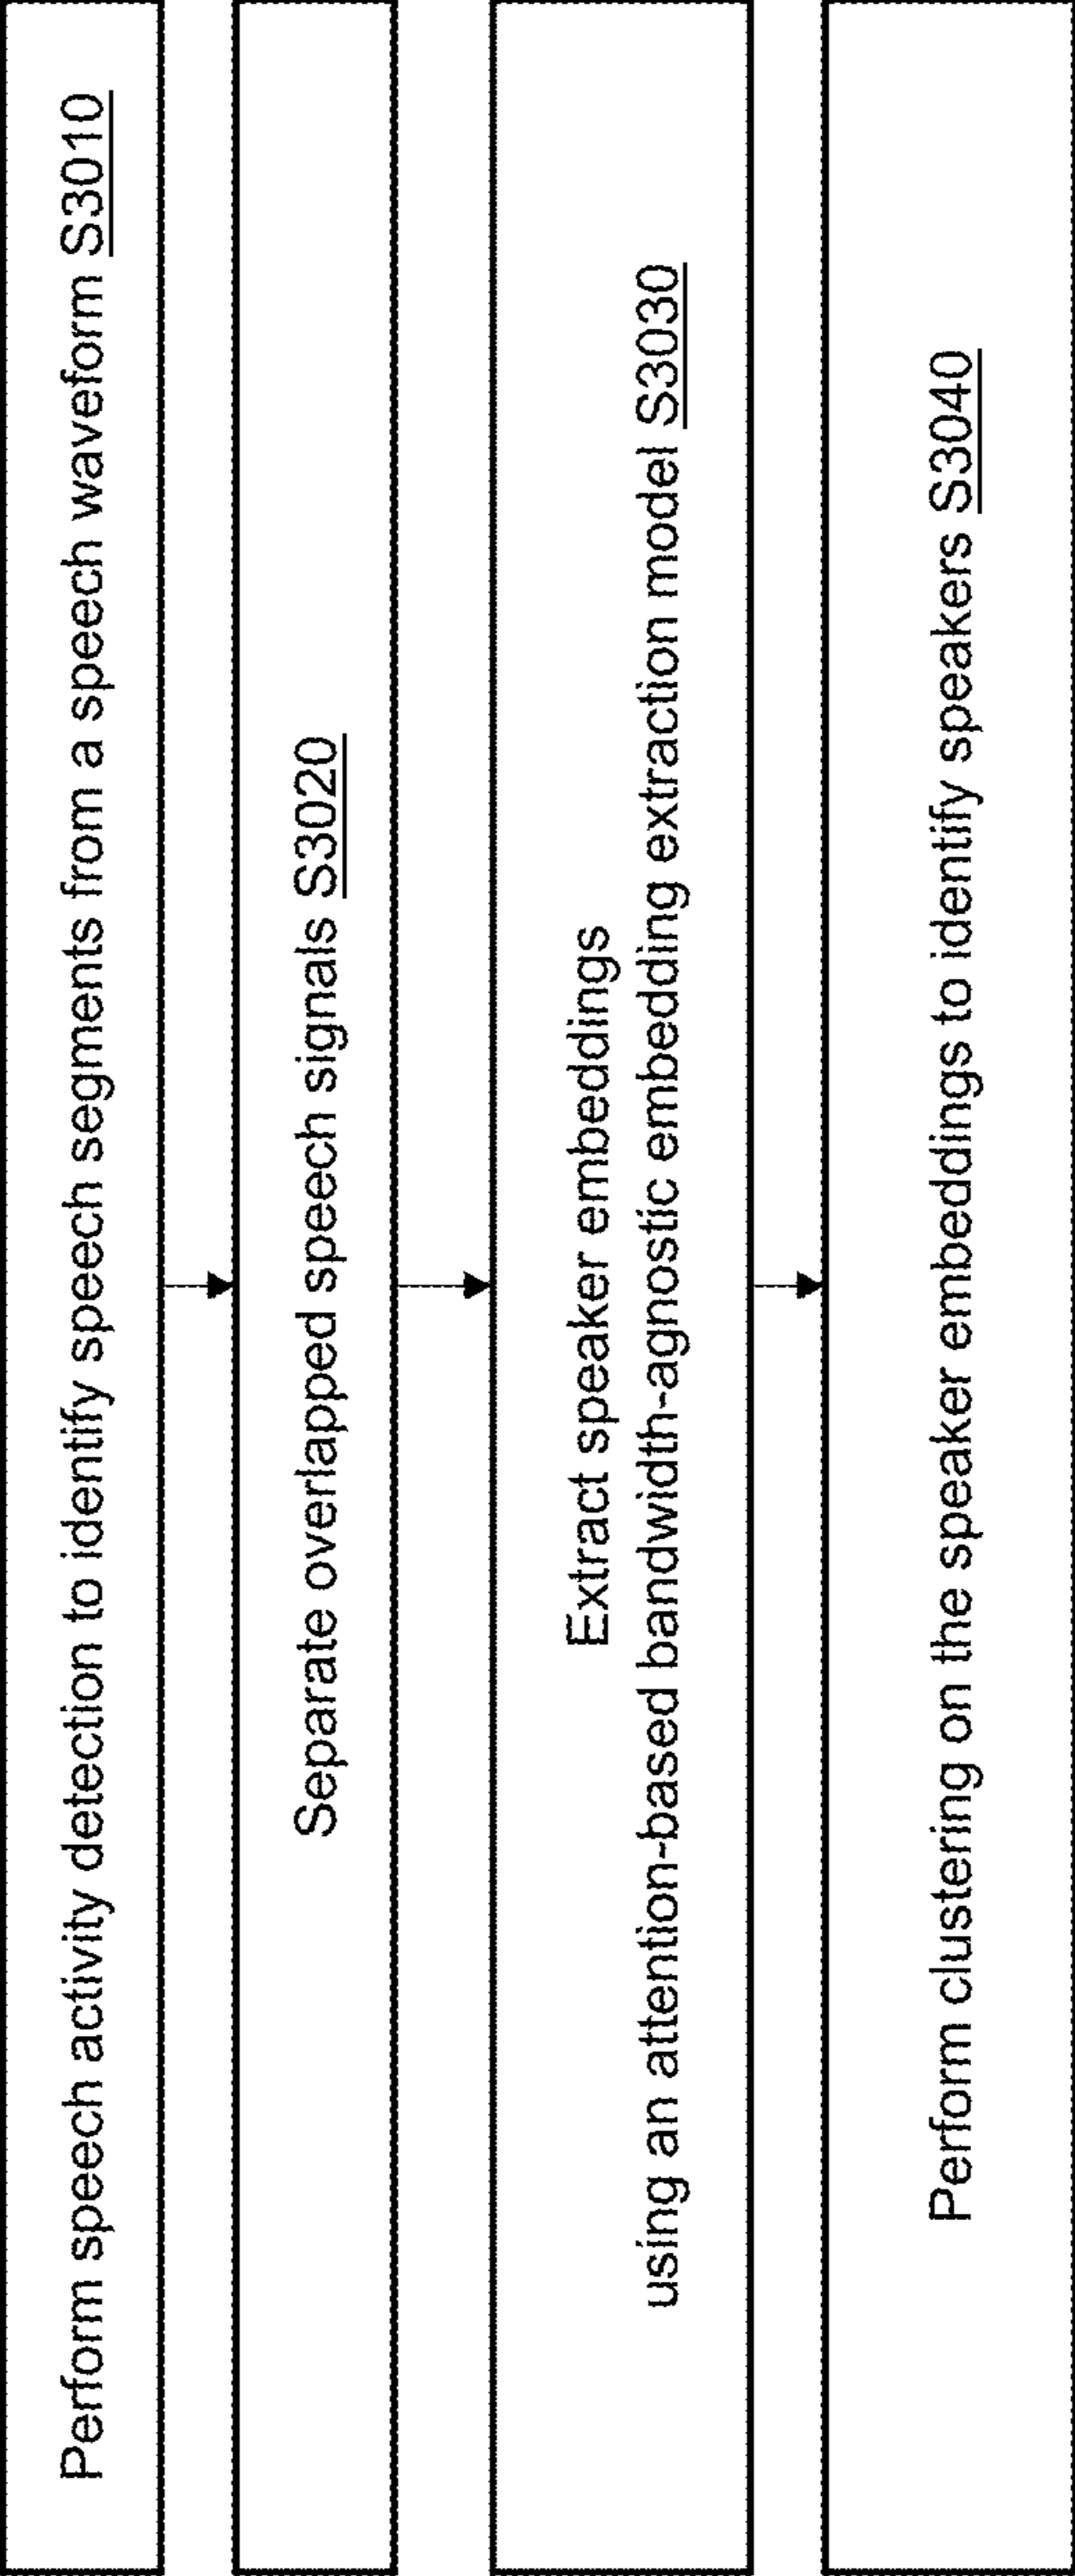 Perform speech activity detection to identify speech segments from a speech waveform S3010
Separate overlapped speech signals S3020
Extract speaker embeddings
using an attention-based bandwidth-agnostic embedding extraction model S3030
Perform clustering on the speaker embeddings to identify speakers S3040